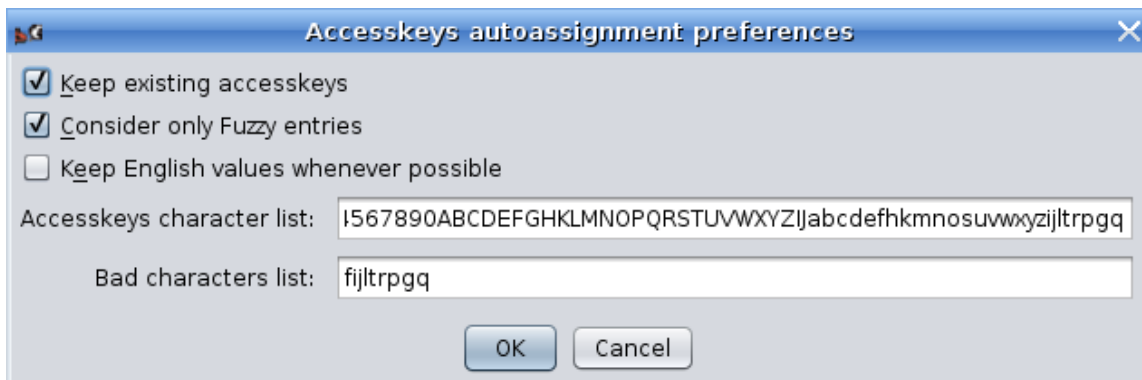 Accesskeys autoassignment preferences
Keep existing accesskeys
Consider only Fuzzy entries
Keep English values whenever possible
Accesskeys character list: 4567890ABCDEFGHKLMNOPQRSTUVWXYZIJabcdefhkmnosuvwxyzijltrpgq
Bad characters list: fijltrpgq
OK Cancel